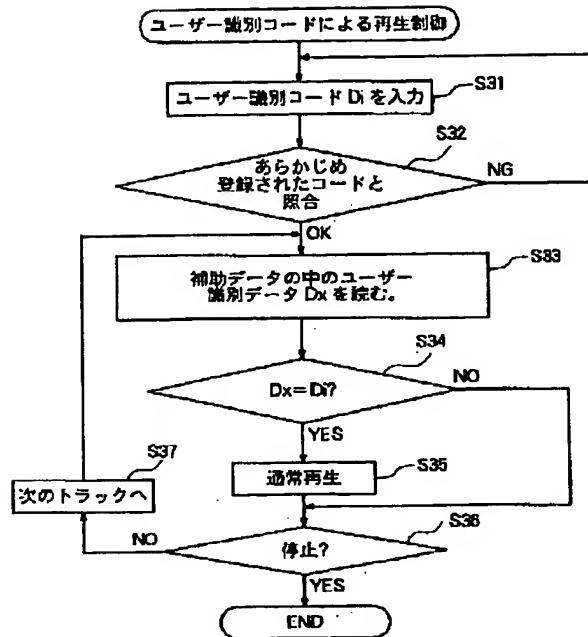 ユーザー識別コードによる再生制御
S31
ユーザー識別コード Di を入力
S32
あらかじめ
登録されたコードと
照合
NG
OK
S33
補助データの中のユーザー
識別データ Dx を読む。
S34
Dx=Di?
NO
YES
S37
次のトラックへ
通常再生
S35
S36
停止?
NO
YES
END